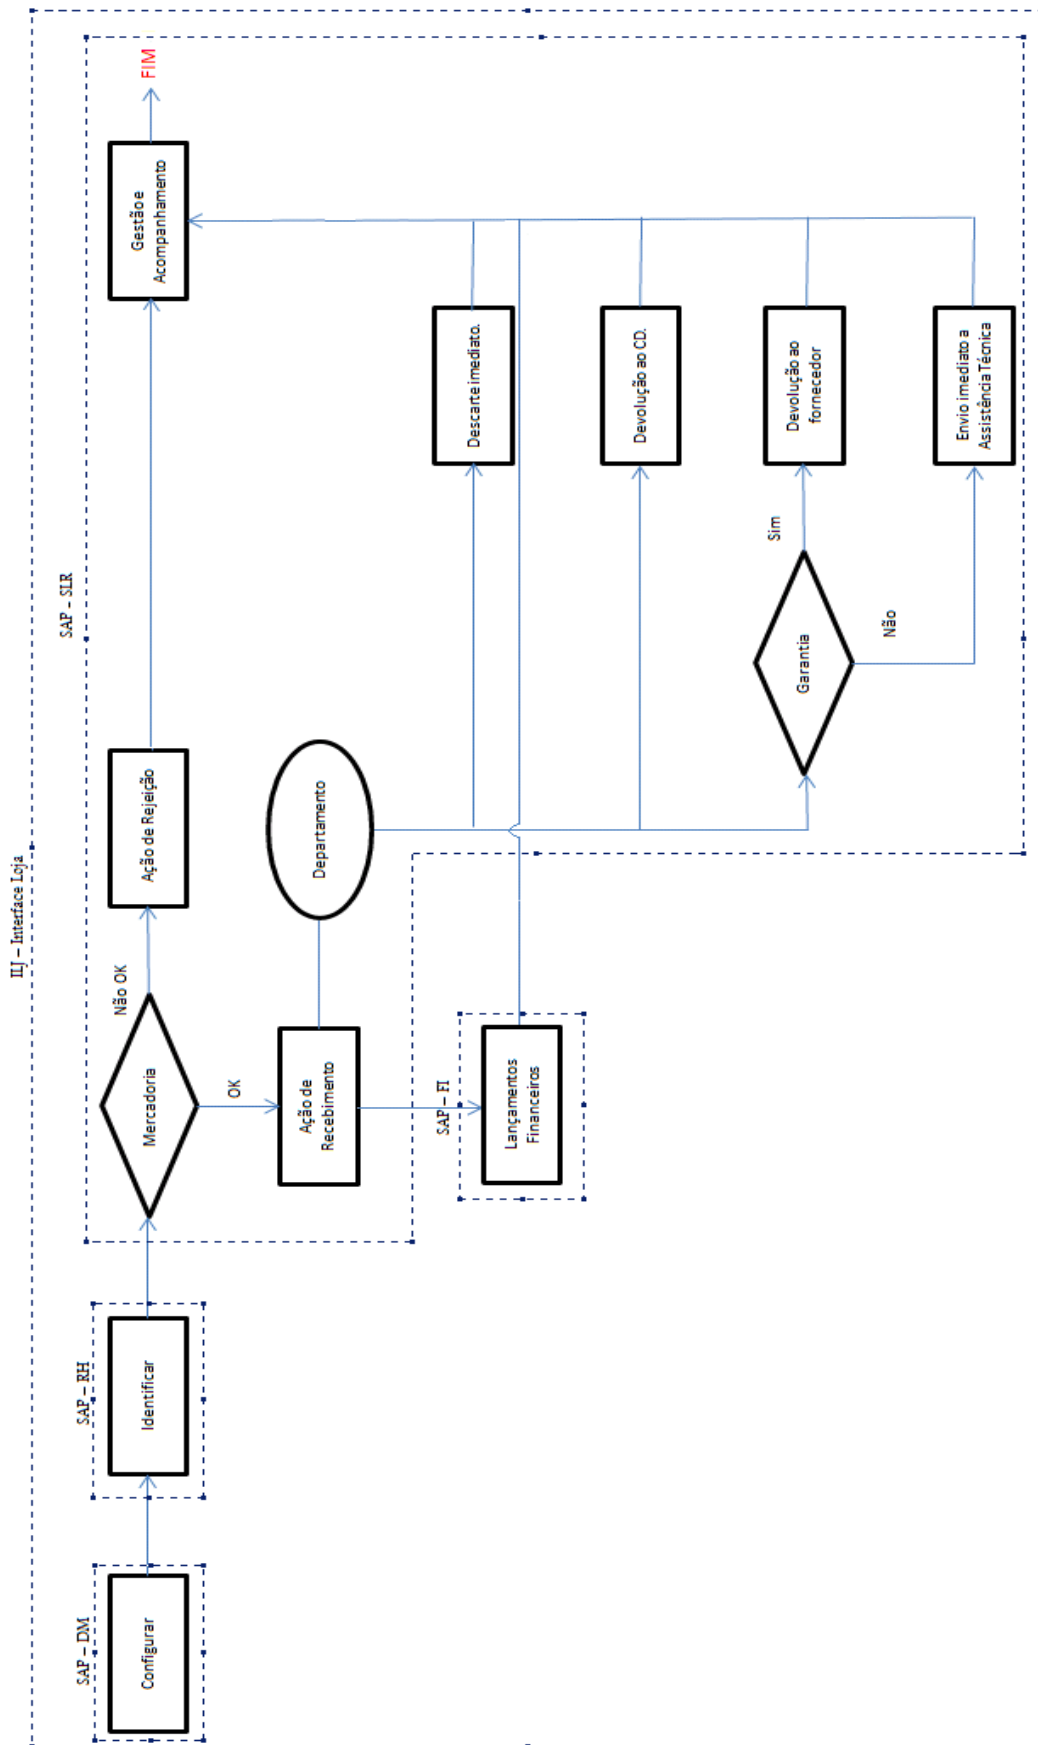 ILJ – Interface Loja
SAP – DM
Configurar
SAP – RH
Identificar
SAP – SLR
Mercadoria
Não OK
OK
Ação de Rejeição
Gestão e
Acompanhamento
FIM
Ação de
Recebimento
Departamento
SAP – FI
Lançamentos
Financeiros
Descarte imediato.
Devolução ao CD.
Garantia
Sim
Não
Devolução ao
fornecedor
Envio imediato a
Assistência Técnica